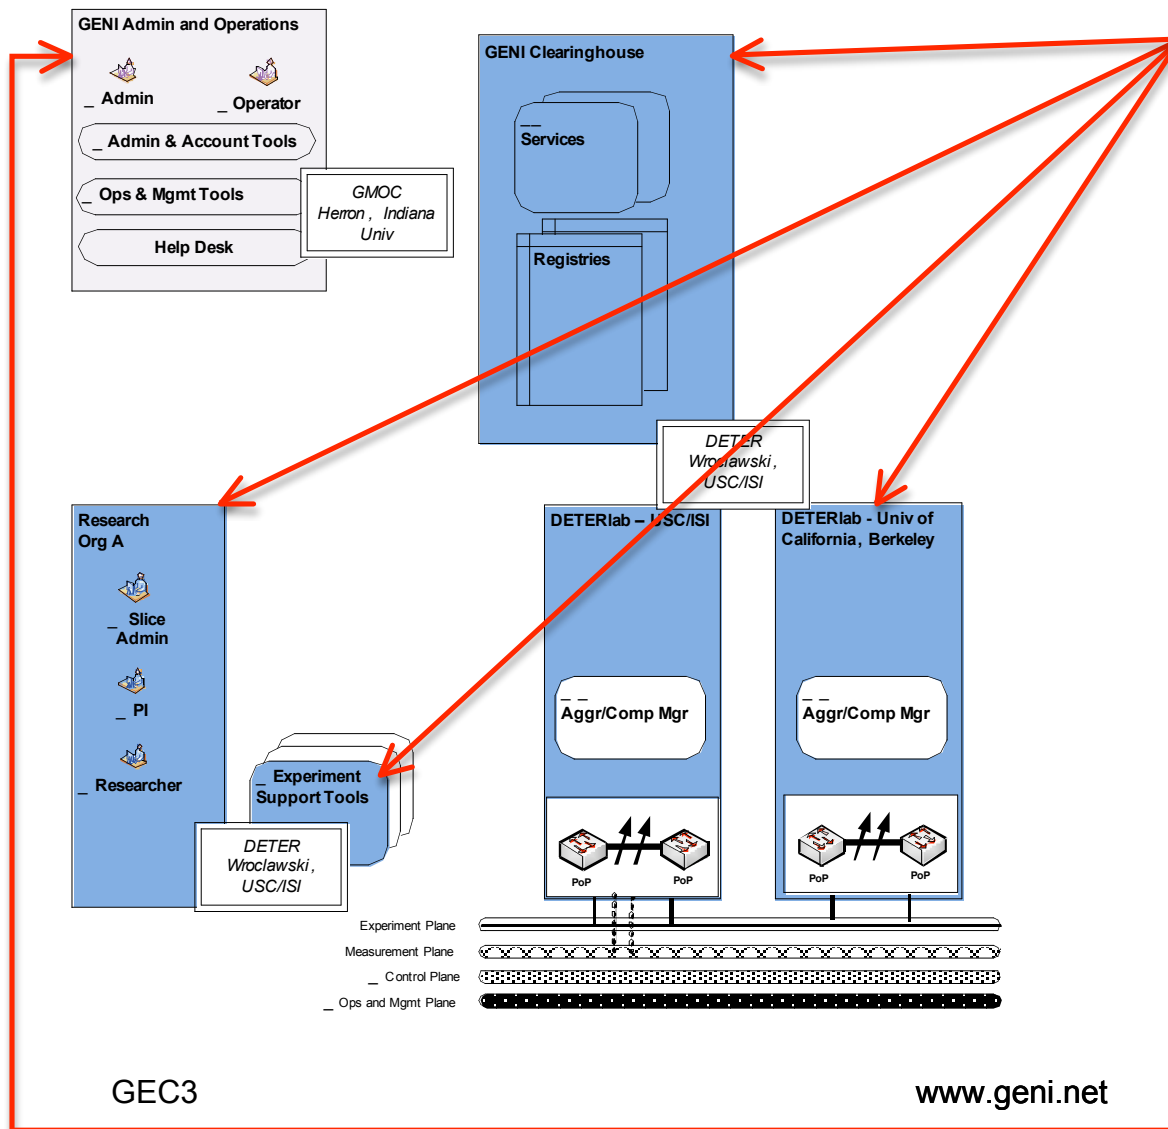 GENI Admin and Operations
_ Admin
_ Operator
_ Admin & Account Tools
_ Ops & Mgmt Tools
Help Desk
GMOC
Herron , Indiana
Univ
GENI Clearinghouse
_ _
Services
Registries
DETER
Wroclawski ,
USC/ISI
Research
Org A
_ Slice
Admin
_ PI
_ Researcher
_ Experiment
Support Tools
DETER
Wroclawski ,
USC/ISI
DETERlab – USC/ISI
_ _
Aggr/Comp Mgr
PoP
PoP
DETERlab - Univ of
California , Berkeley
_ _
Aggr/Comp Mgr
PoP
PoP
Experiment Plane
Measurement Plane
_ Control Plane
_ Ops and Mgmt Plane
GEC3
www.geni.net